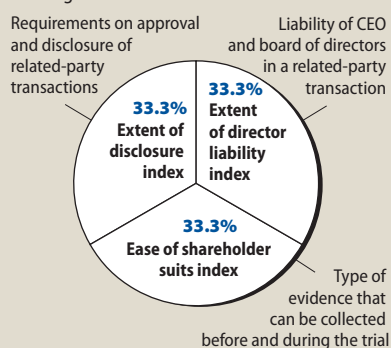 Requirements on approval
and disclosure of
related-party
transactions
Liability of CEO
and board of directors
in a related-party
transaction
33.3%
Extent of
disclosure
index
33.3%
Extent
of director
liability
index
33.3%
Ease of shareholder
suits index
Type of
evidence that
can be collected
before and during the trial